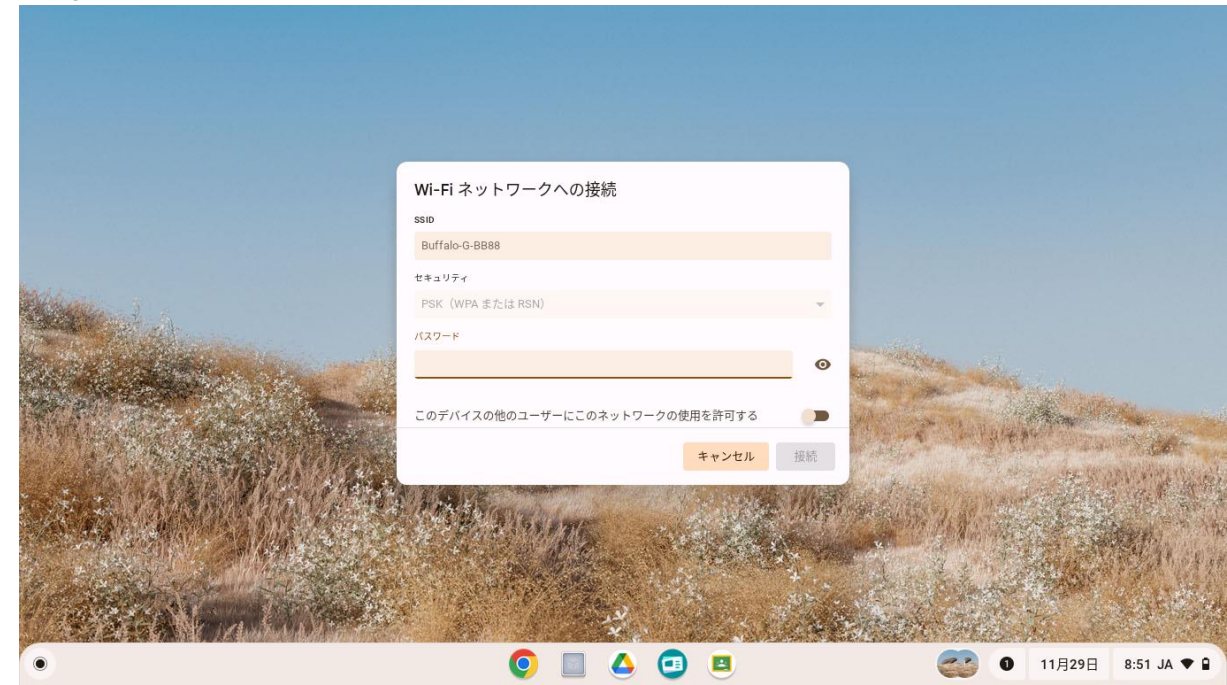 Wi-Fi ネットワークへの接続
SSID
Buffalo-G-BB88
セキュリティ
PSK（WPA または RSN）
パスワード
このデバイスの他のユーザーにこのネットワークの使用を許可する
キャンセル
接続
1
11月29日
8:51 JA